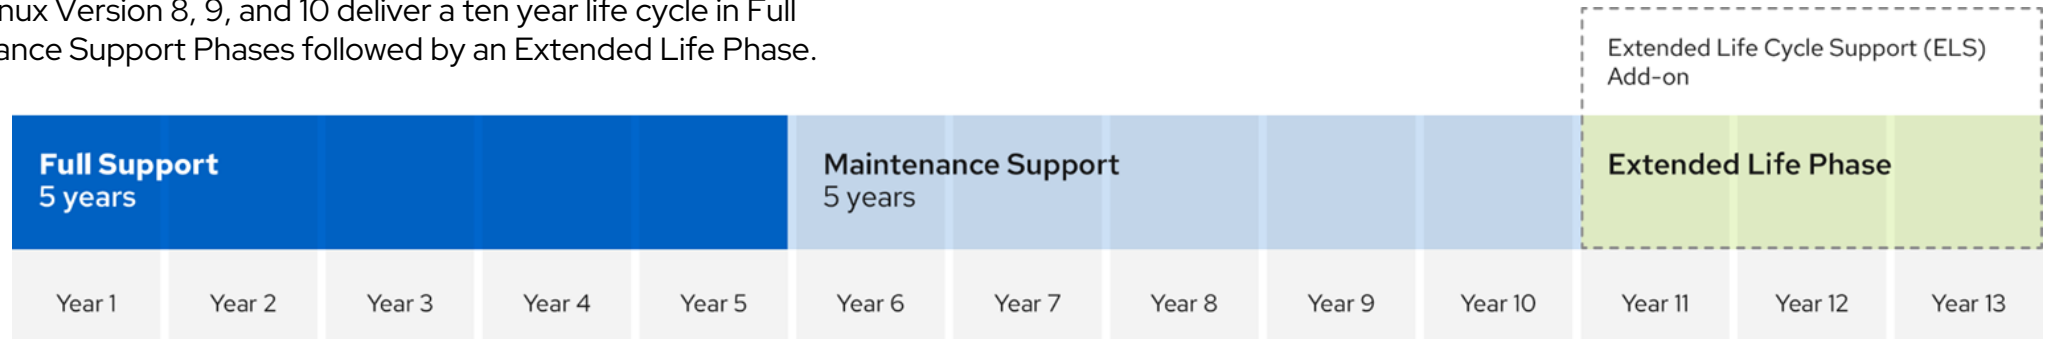 nux Version 8, 9, and 10 deliver a ten year life cycle in Full
ance Support Phases followed by an Extended Life Phase.
Extended Life Cycle Support (ELS)
Add-on
Full Support
5 years
Maintenance Support
5 years
Extended Life Phase
Year 1
Year 2
Year 3
Year 4
Year 5
Year 6
Year 7
Year 8
Year 9
Year 10
Year 11
Year 12
Year 13